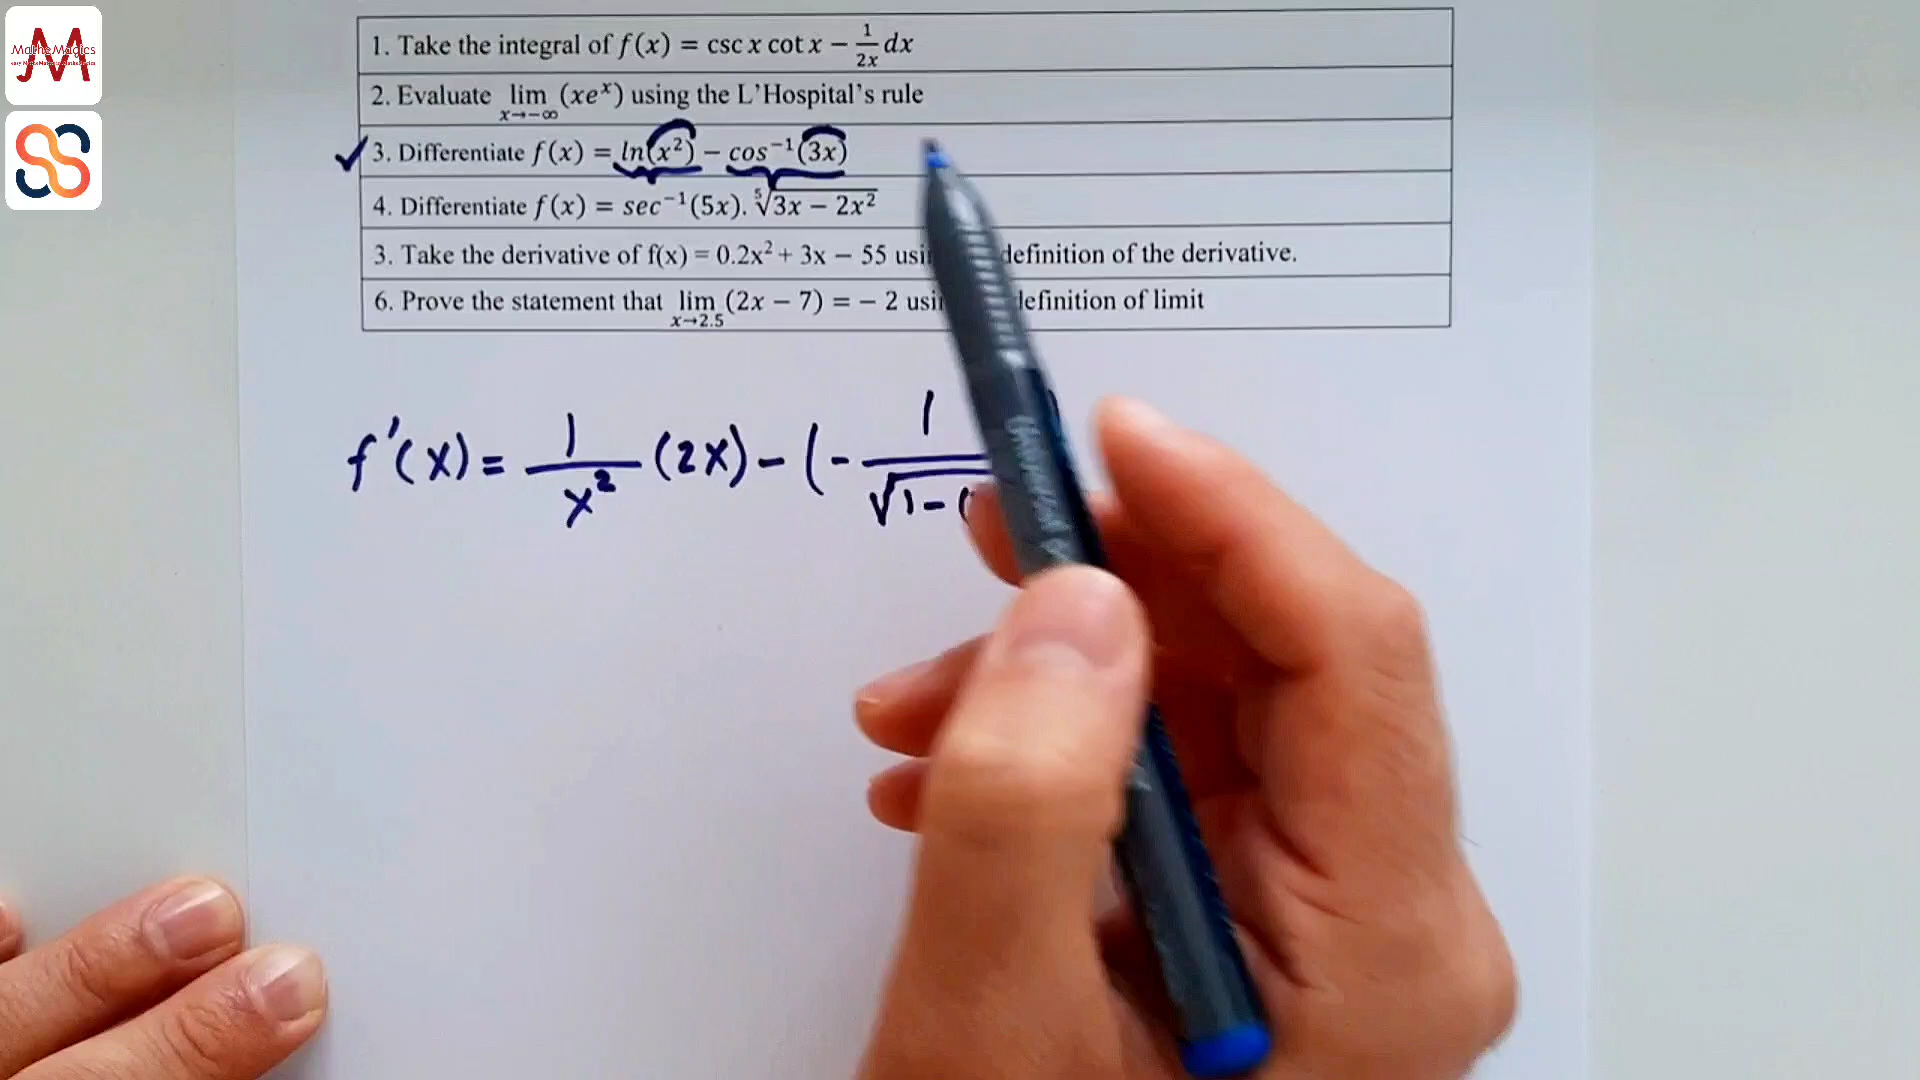 MatheMagics
1. Take the integral of f(x) = csc x cot x − 1/2x dx
2. Evaluate lim x→−∞ (xeˣ) using the L'Hospital's rule
3. Differentiate f(x) = ln(x²) − cos⁻¹(3x)
4. Differentiate f(x) = sec⁻¹(5x). ⁵√3x − 2x²
3. Take the derivative of f(x) = 0.2x² + 3x − 55 usi definition of the derivative.
6. Prove the statement that lim x→2.5 (2x − 7) = − 2 usi definition of limit
f'(x) = 1/x² (2x) − (− 1/√1−(